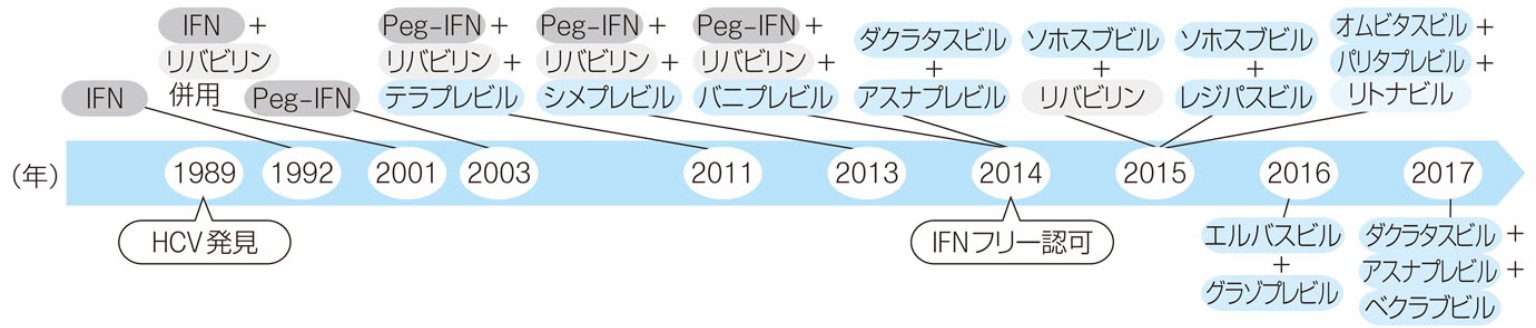 IFN
IFN +
リバビリン
併用
Peg-IFN
Peg-IFN +
リバビリン +
テラプレビル
Peg-IFN +
リバビリン +
シメプレビル
Peg-IFN +
リバビリン +
バニプレビル
ダクラタスビル
+
アスナプレビル
ソホスブビル
+
リバビリン
ソホスブビル
+
レジパスビル
オムビタスビル +
パリタプレビル +
リトナビル
(年) 1989 1992 2001 2003 2011 2013 2014 2015 2016 2017
HCV発見
IFNフリー認可
エルバスビル
+
グラゾプレビル
ダクラタスビル +
アスナプレビル +
ベクラブビル